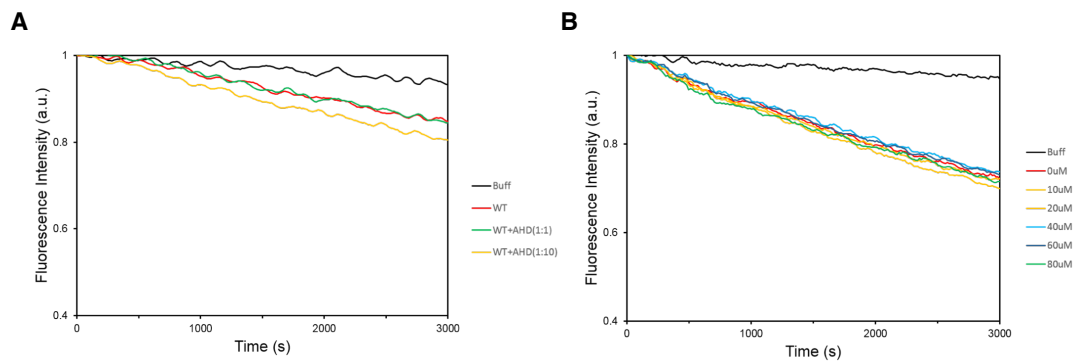 A
Fluorescence Intensity (a.u.)
1
0.8
0.6
0.4
0
1000
2000
3000
Time (s)
Buff
WT
WT+AHD(1:1)
WT+AHD(1:10)
B
Fluorescence Intensity (a.u.)
1
0.8
0.6
0.4
0
1000
2000
3000
Time (s)
Buff
0uM
10uM
20uM
40uM
60uM
80uM